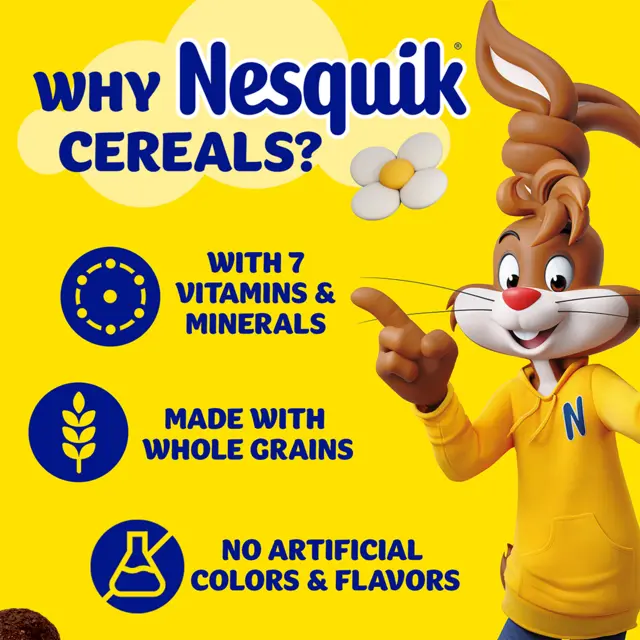 WHY Nesquik®
CEREALS?
WITH 7
VITAMINS &
MINERALS
MADE WITH
WHOLE GRAINS
NO ARTIFICIAL
COLORS & FLAVORS
N